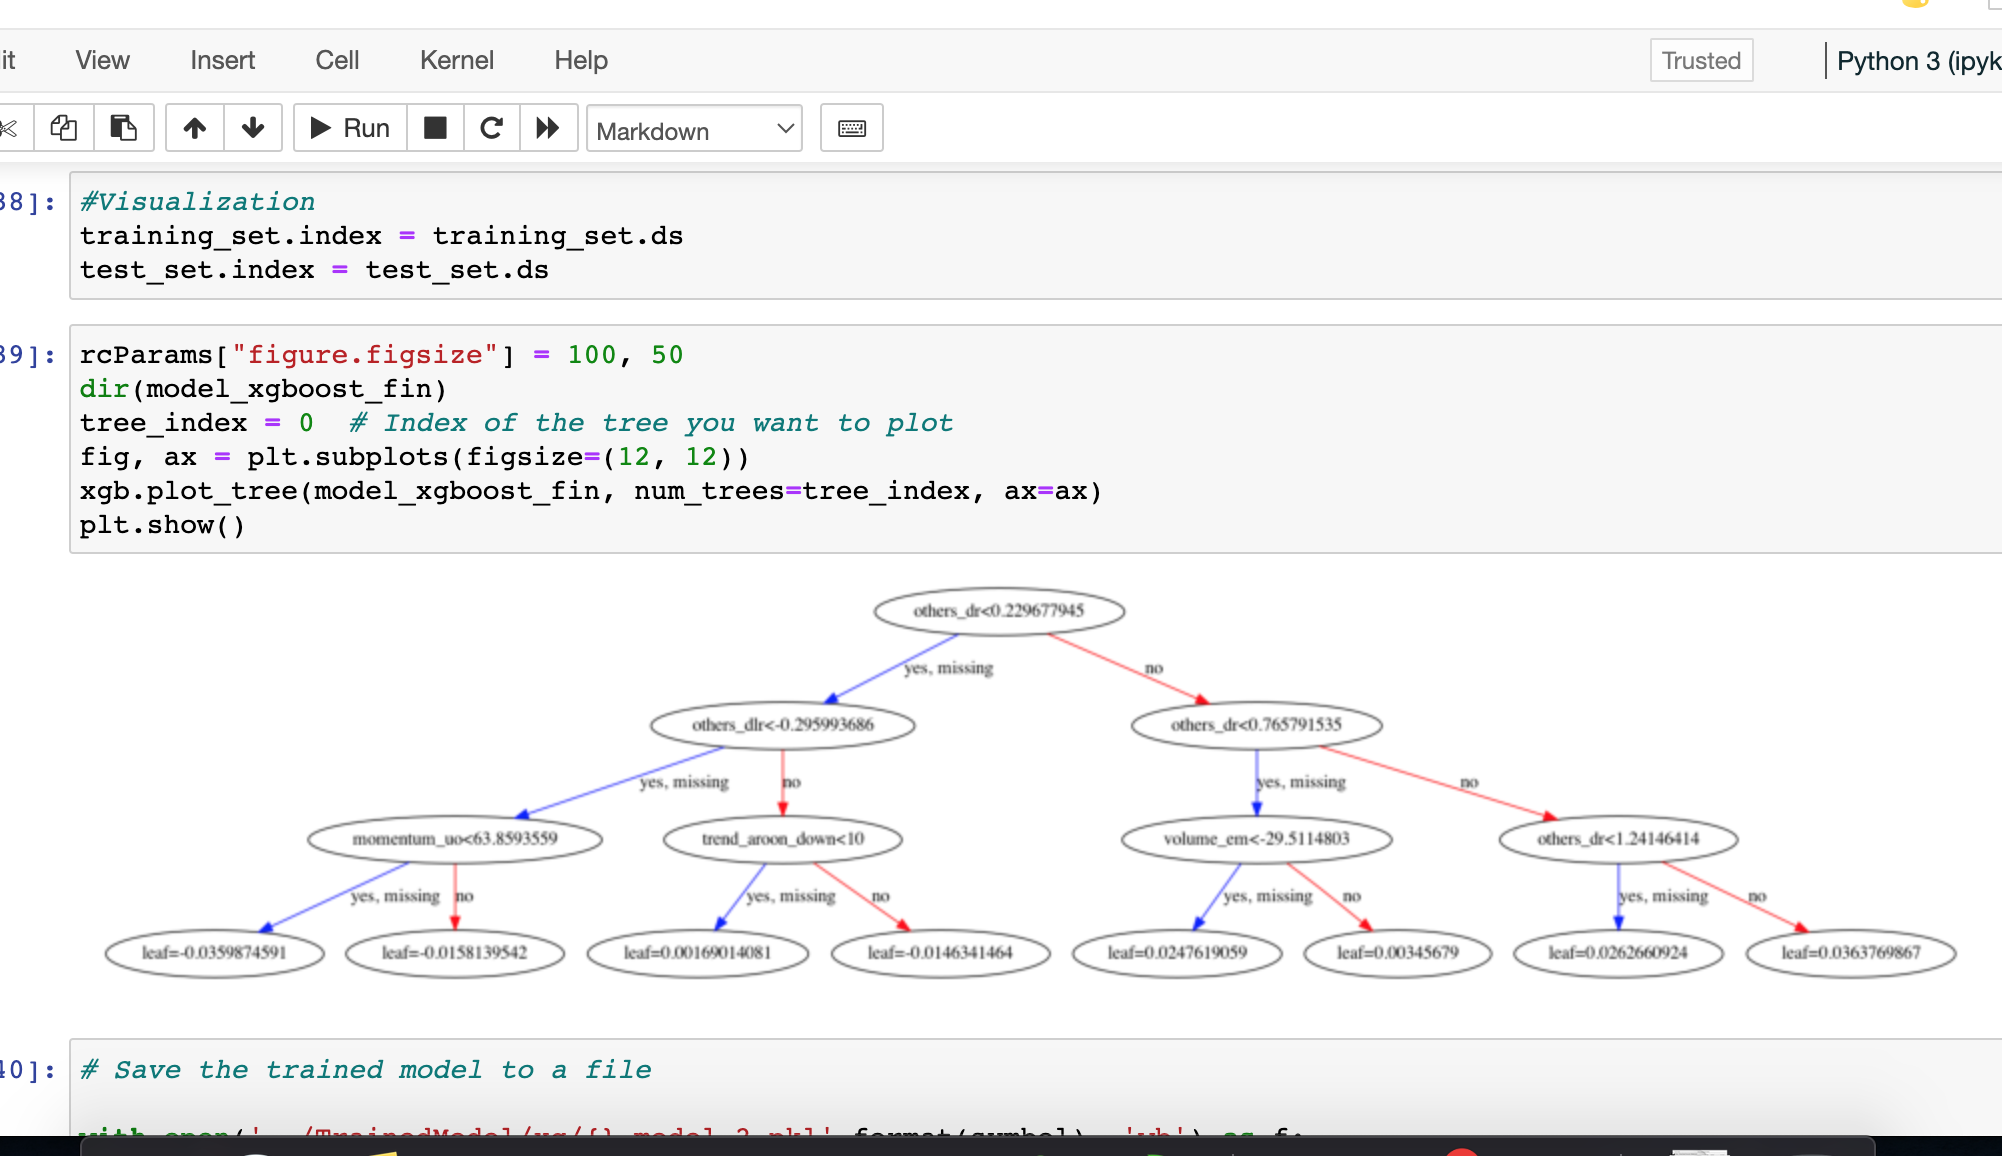 it View Insert Cell Kernel Help Trusted Python 3 (ipyk
Run Markdown
38]: #Visualization
training_set.index = training_set.ds
test_set.index = test_set.ds
39]: rcParams["figure.figsize"] = 100, 50
dir(model_xgboost_fin)
tree_index = 0  # Index of the tree you want to plot
fig, ax = plt.subplots(figsize=(12, 12))
xgb.plot_tree(model_xgboost_fin, num_trees=tree_index, ax=ax)
plt.show()
others_dr<0.229677945
yes, missing no
others_dlr<-0.295993686 others_dr<0.765791535
yes, missing no yes, missing no
momentum_uo<63.8593559 trend_aroon_down<10 volume_em<-29.5114803 others_dr<1.24146414
yes, missing no yes, missing no yes, missing no yes, missing no
leaf=-0.0359874591 leaf=-0.0158139542 leaf=0.00169014081 leaf=-0.0146341464 leaf=0.0247619059 leaf=0.00345679 leaf=0.0262660924 leaf=0.0363769867
40]: # Save the trained model to a file